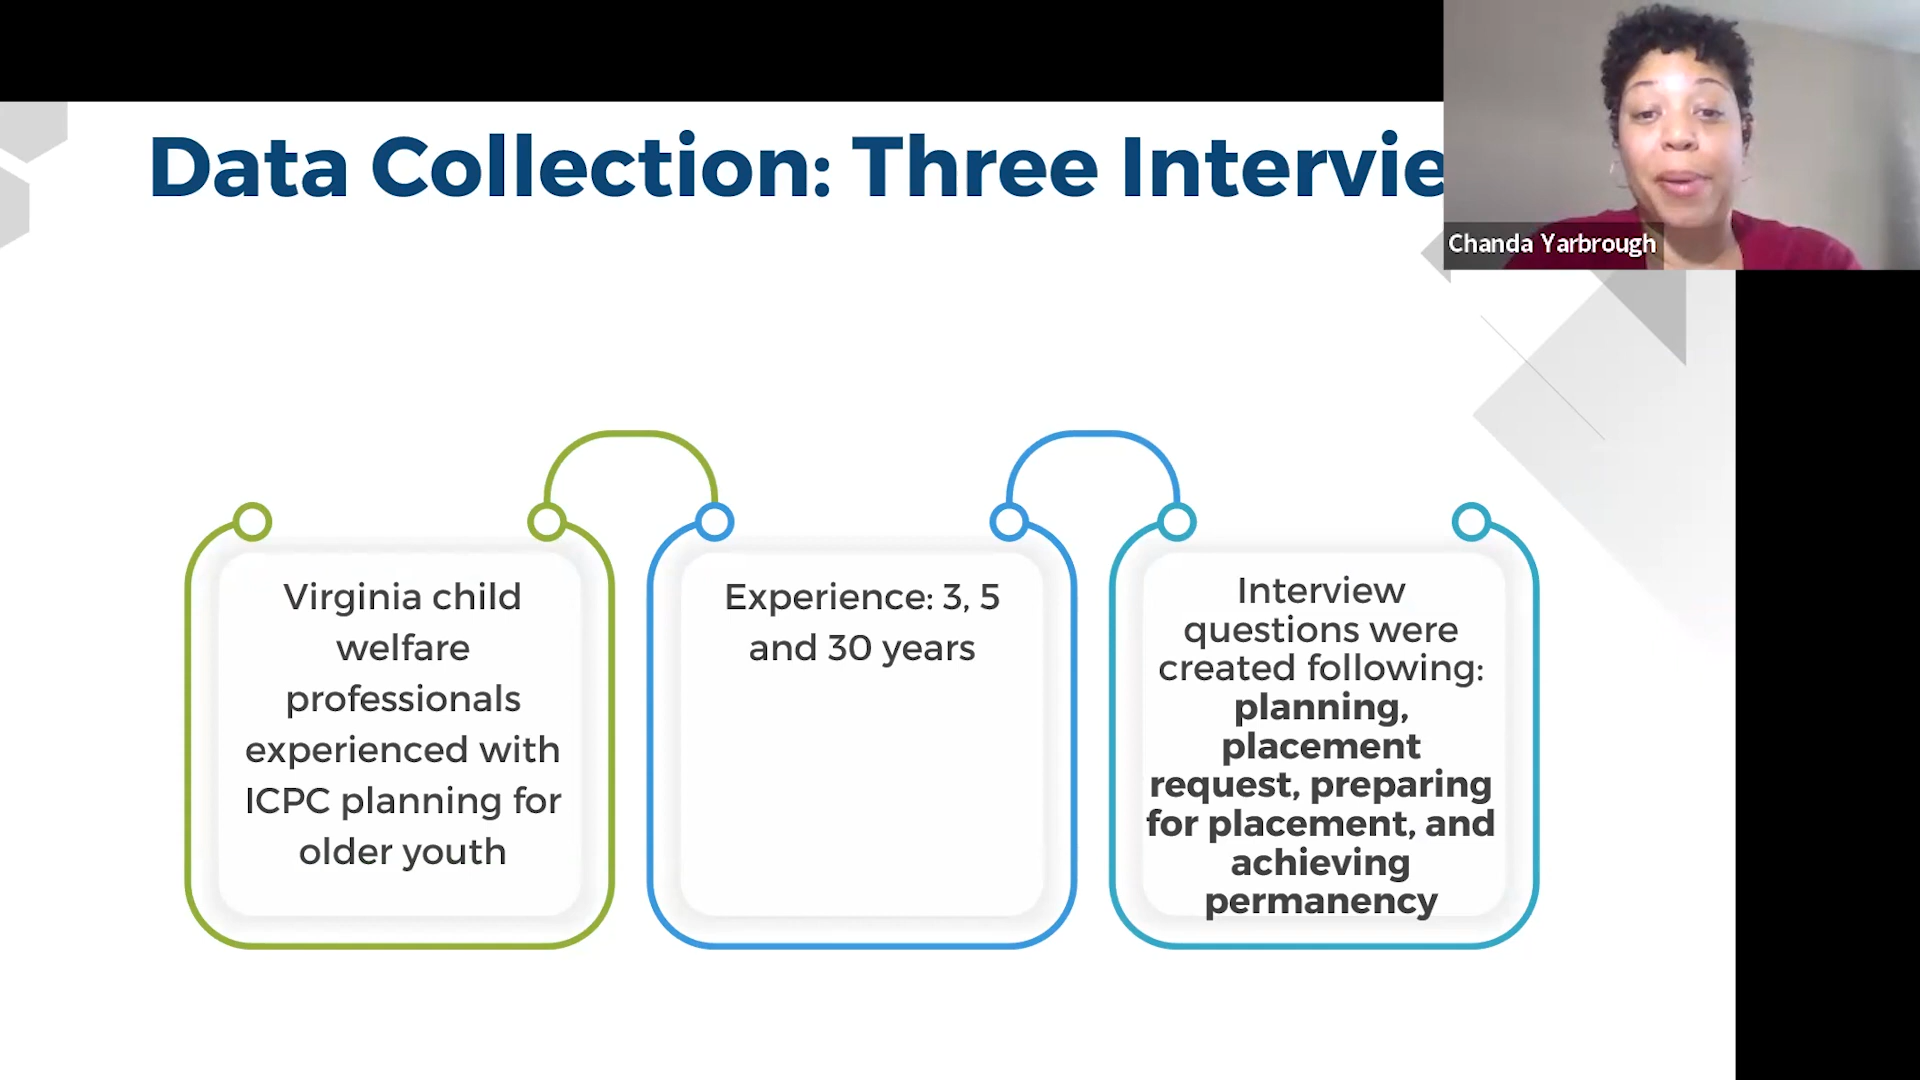 Data Collection: Three Intervie
Chanda Yarbrough
Virginia child
welfare
professionals
experienced with
ICPC planning for
older youth
Experience: 3, 5
and 30 years
Interview
questions were
created following:
planning,
placement
request, preparing
for placement, and
achieving
permanency